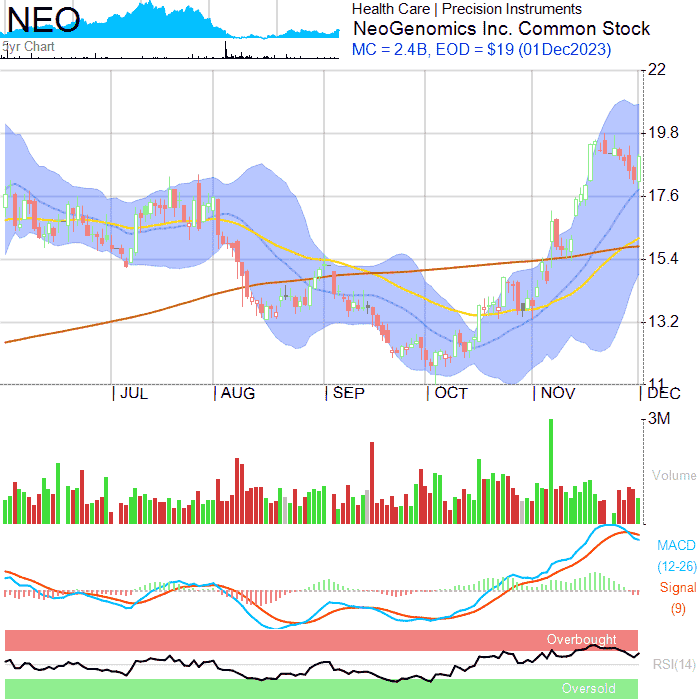 NEO
5yr Chart
Health Care | Precision Instruments
NeoGenomics Inc. Common Stock
MC = 2.4B, EOD = $19 (01Dec2023)
22
19.8
17.6
15.4
13.2
11
| JUL | AUG | SEP | OCT | NOV | DEC
3M
Volume
MACD
(12-26)
Signal
(9)
Overbought
RSI(14)
Oversold